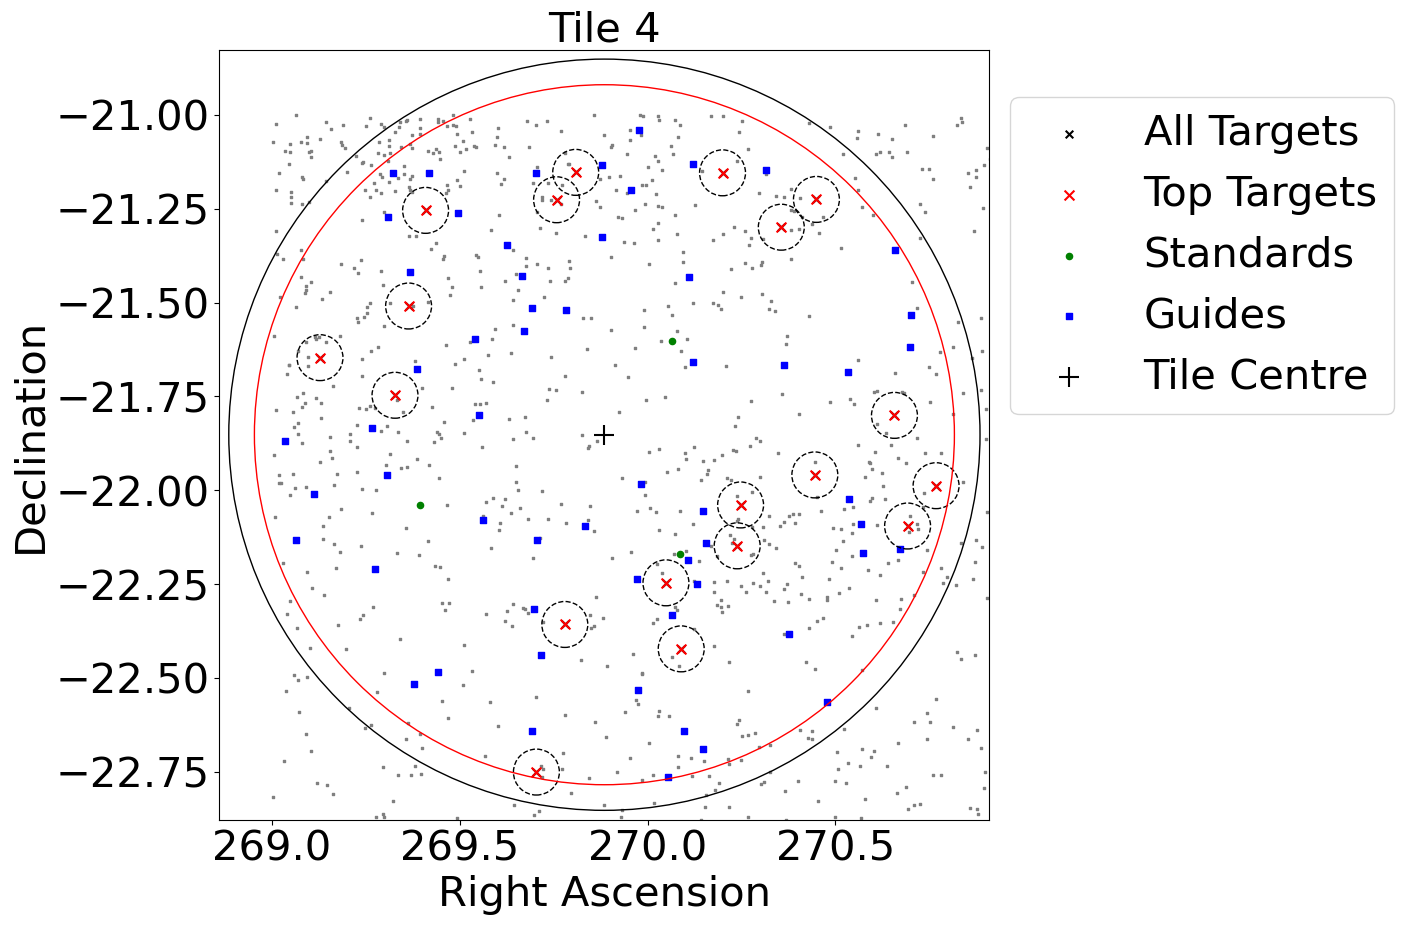 Tile 4
−21.00
−21.25
−21.50
−21.75
−22.00
−22.25
−22.50
−22.75
Declination
269.0 269.5 270.0 270.5
Right Ascension
All Targets
Top Targets
Standards
Guides
Tile Centre